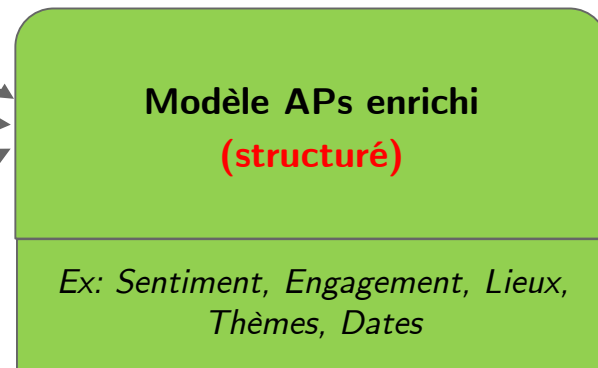 Modèle APs enrichi
(structuré)
Ex: Sentiment, Engagement, Lieux,
Thèmes, Dates